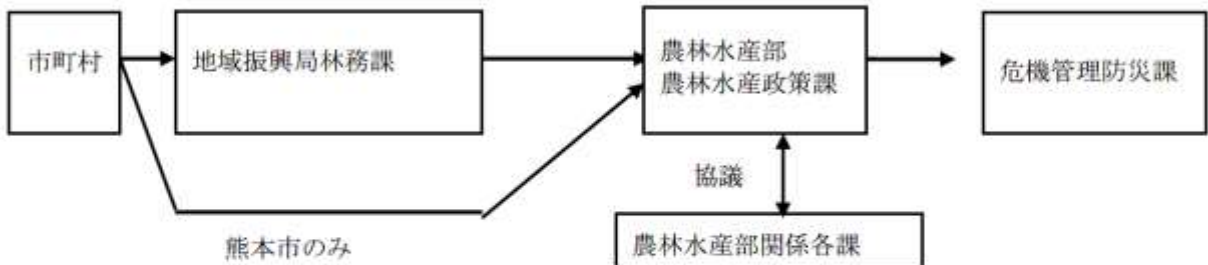 市町村
地域振興局林務課
農林水産部
農林水産政策課
危機管理防災課
協議
熊本市のみ
農林水産部関係各課